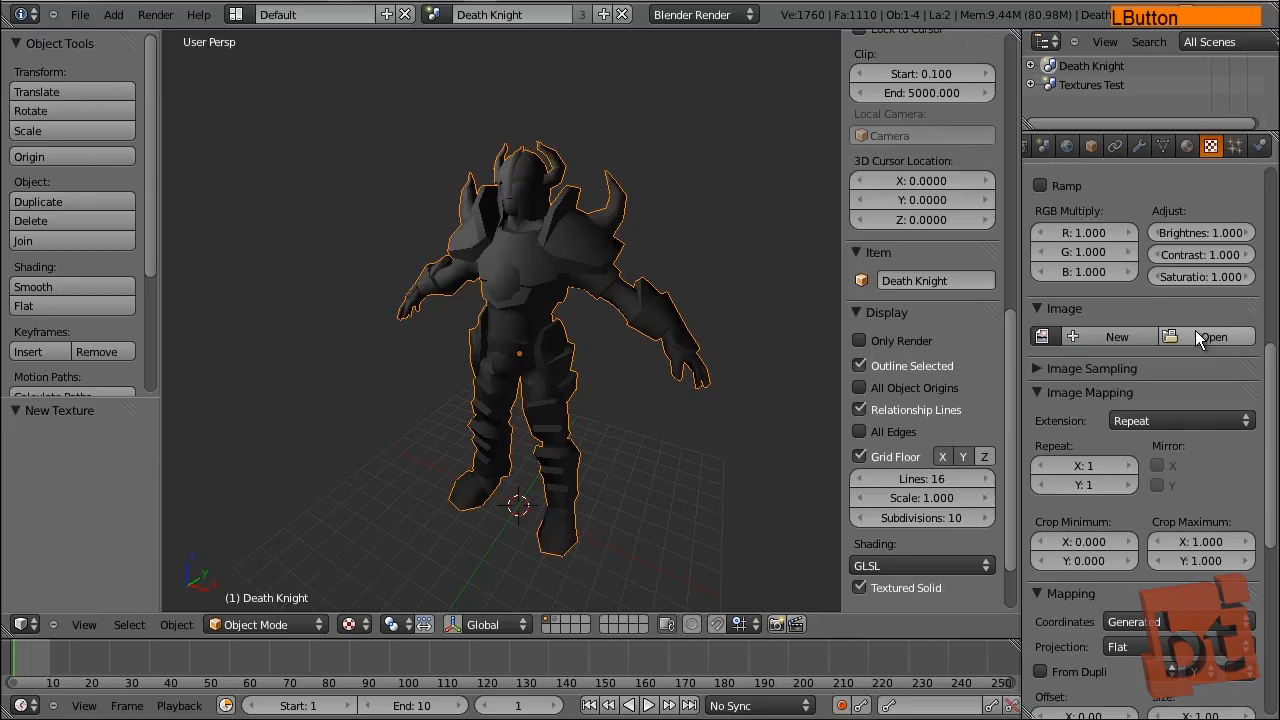 File Add Render Help
Default
Death Knight 3
Blender Render
Ve:1760 | Fa:1110 | Ob:1-4 | La:2 | Mem:9.44M (80.98M) | Death
LButton
Object Tools
Transform:
Translate
Rotate
Scale
Origin
Object:
Duplicate
Delete
Join
Shading:
Smooth
Flat
Keyframes:
Insert Remove
Motion Paths:
New Texture
User Persp
(1) Death Knight
View Select Object
Object Mode
Global
Lock to Cursor
Clip:
Start: 0.100
End: 5000.000
Local Camera:
Camera
3D Cursor Location:
X: 0.0000
Y: 0.0000
Z: 0.0000
Item
Death Knight
Display
Only Render
Outline Selected
All Object Origins
Relationship Lines
All Edges
Grid Floor X Y Z
Lines: 16
Scale: 1.000
Subdivisions: 10
Shading:
GLSL
Textured Solid
View Search All Scenes
Death Knight
Textures Test
Ramp
RGB Multiply: Adjust:
R: 1.000 Brightnes: 1.000
G: 1.000 Contrast: 1.000
B: 1.000 Saturatio: 1.000
Image
New Open
Image Sampling
Image Mapping
Extension: Repeat
Repeat: Mirror:
X: 1 X
Y: 1 Y
Crop Minimum: Crop Maximum:
X: 0.000 X: 1.000
Y: 0.000 Y: 1.000
Mapping
Coordinates Generated
Projection: Flat
From Dupli
Offset: Size:
X: 0.00 X: 1.00
10 20 30 40 50 60 70 80 90 100 110 120 130 140 150 160 170 180 190 200 210 220 230 240 250
View Frame Playback
Start:
End: 10
1
No Sync